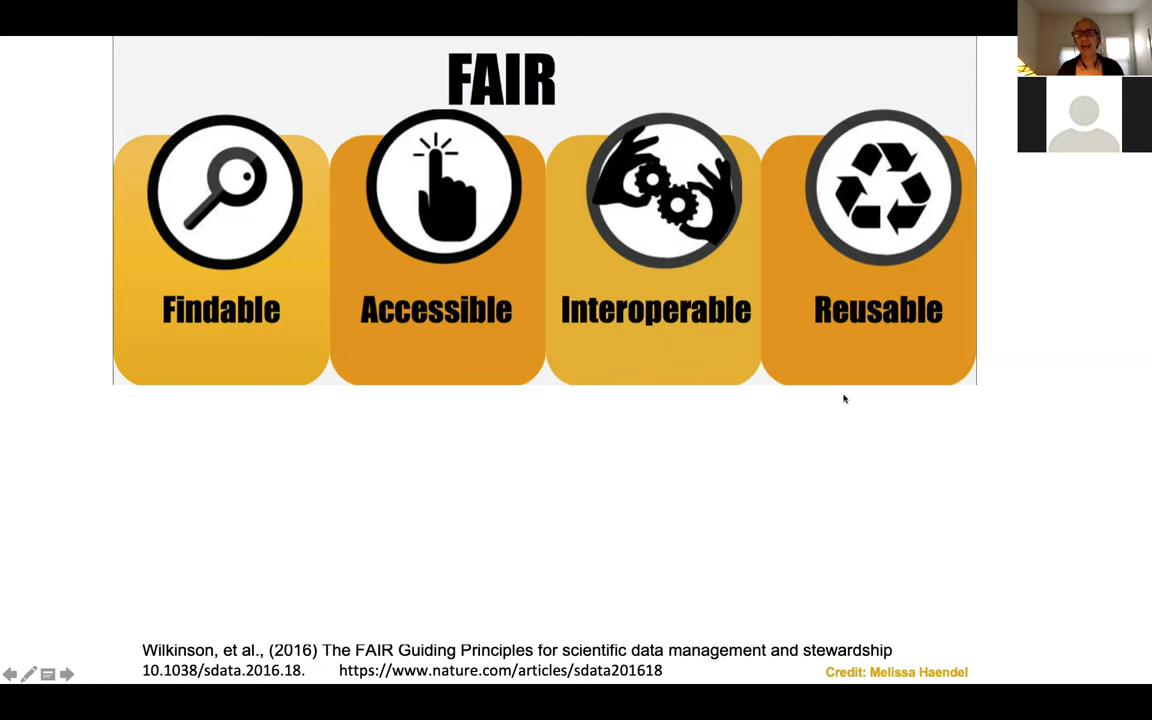 FAIR
Findable
Accessible
Interoperable
Reusable
Wilkinson, et al., (2016) The FAIR Guiding Principles for scientific data management and stewardship
10.1038/sdata.2016.18. https://www.nature.com/articles/sdata201618
Credit: Melissa Haendel